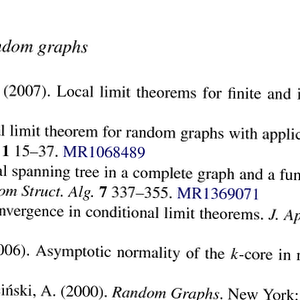 dom graphs
(2007). Local limit theorems for finite and i
l limit theorem for random graphs with applic
1 15–37. MR1068489
al spanning tree in a complete graph and a fun
om Struct. Alg. 7 337–355. MR1369071
nvergence in conditional limit theorems. J. Ap
006). Asymptotic normality of the k-core in r
iński, A. (2000). Random Graphs. New York: